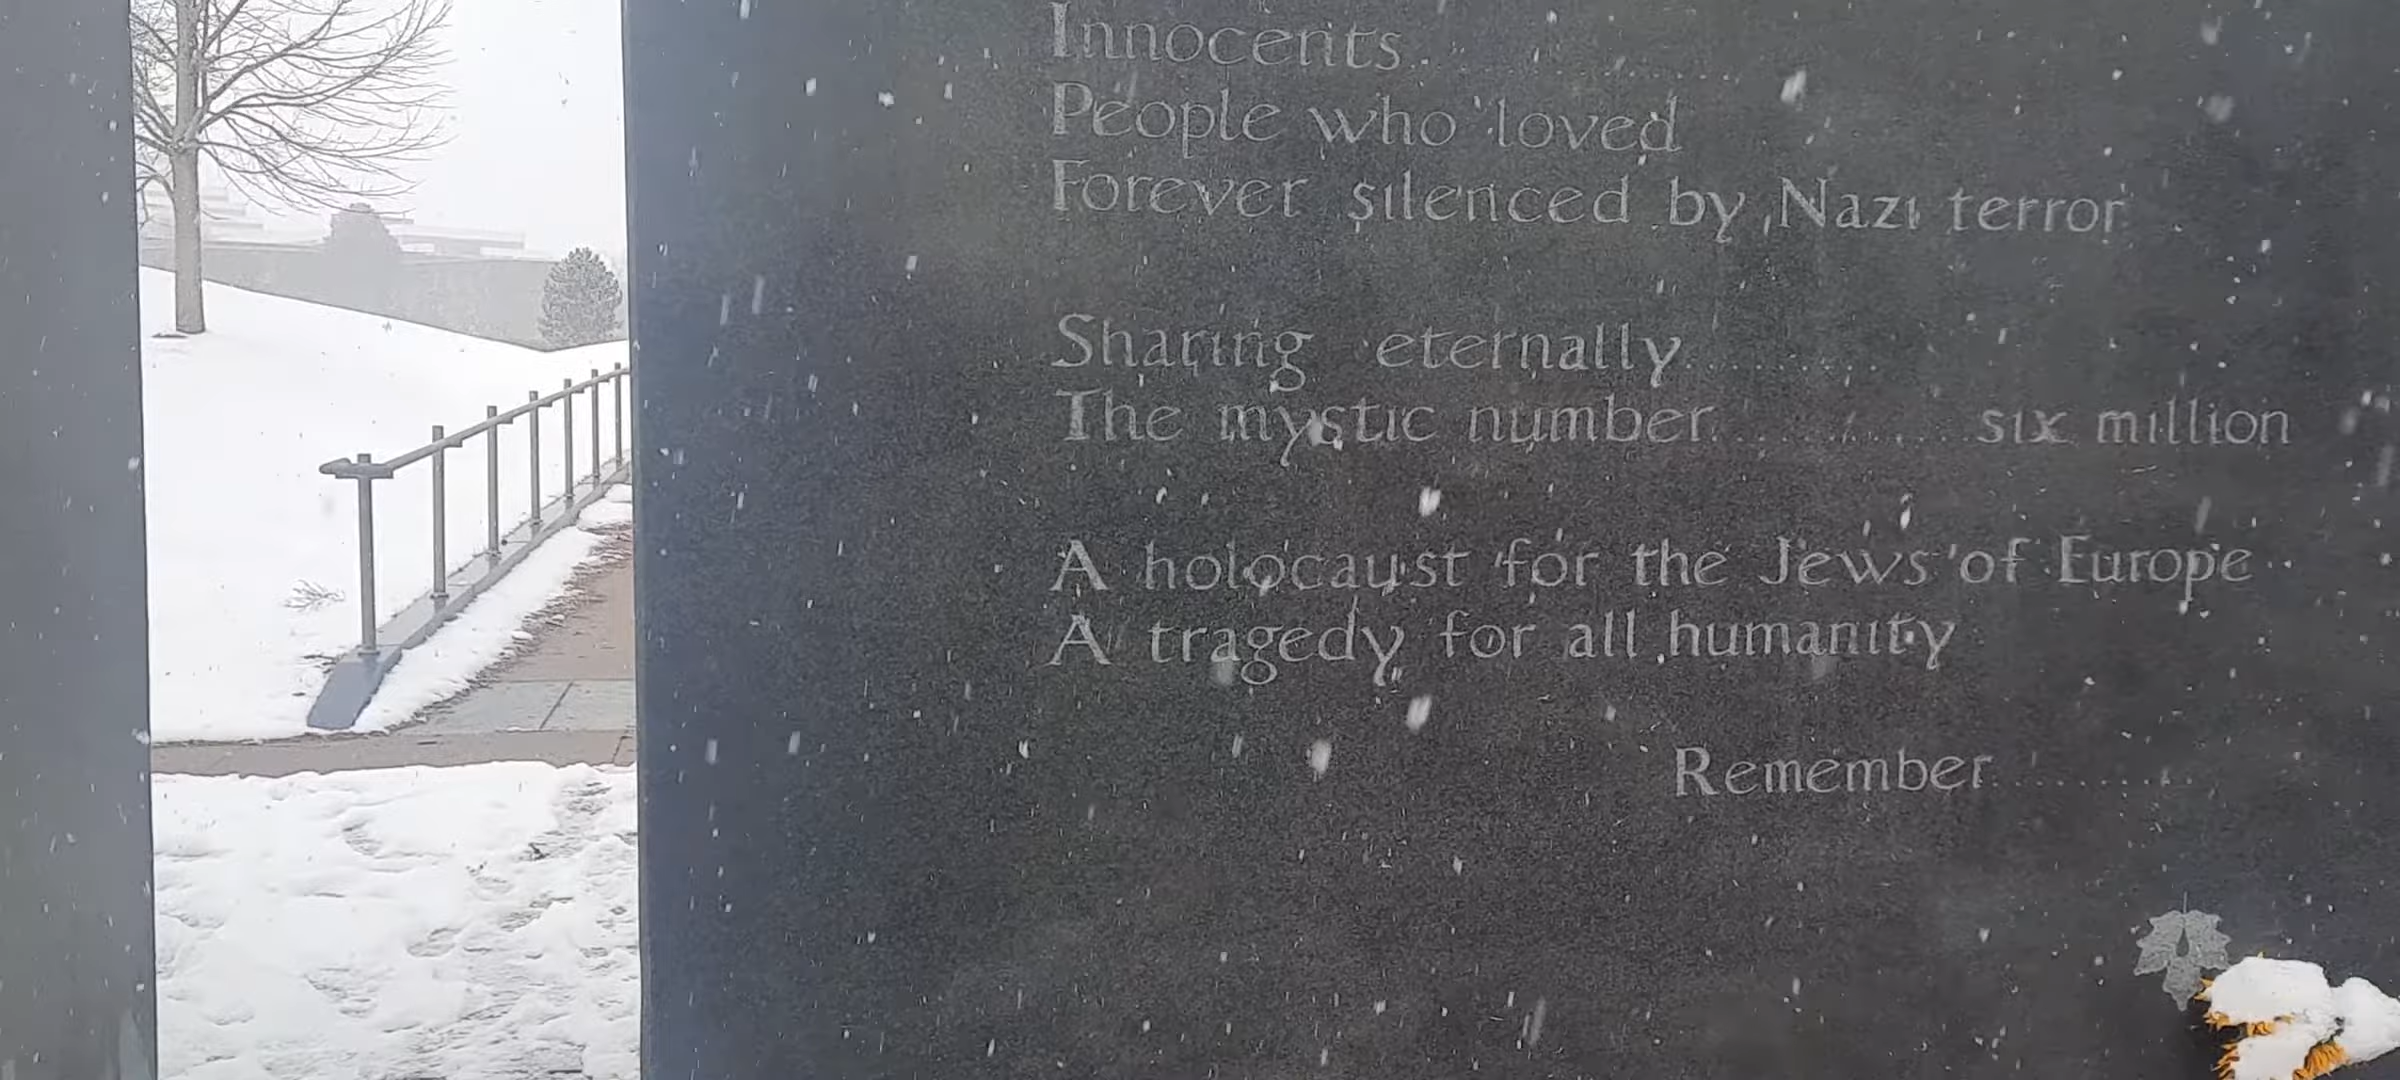 Innocents..............
People who loved
Forever silenced by Nazi terror
Sharing eternally..........
The mystic number............ six million
A holocaust for the Jews of Europe
A tragedy for all humanity
Remember..........